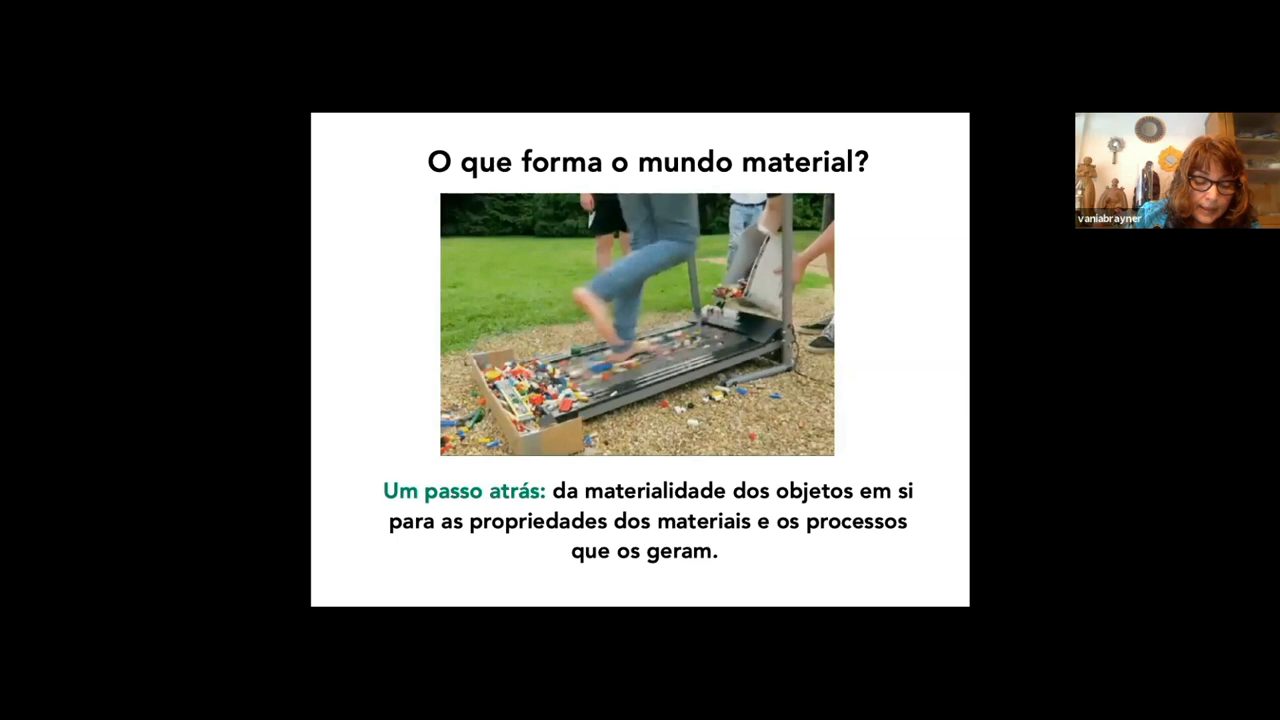 O que forma o mundo material?
vaniabrayner
Um passo atrás: da materialidade dos objetos em si
para as propriedades dos materiais e os processos
que os geram.